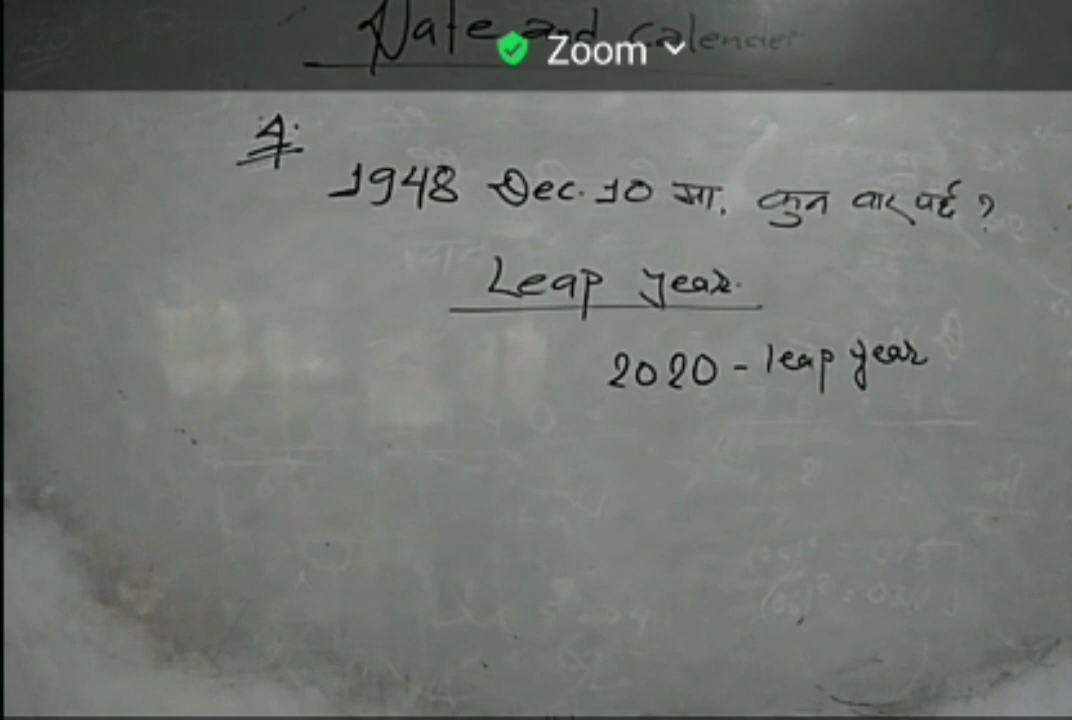 Date and Calender
Zoom
4.
1948 Dec. 10 मा. कुन वार पर्छ ?
Leap year.
2020 - leap year